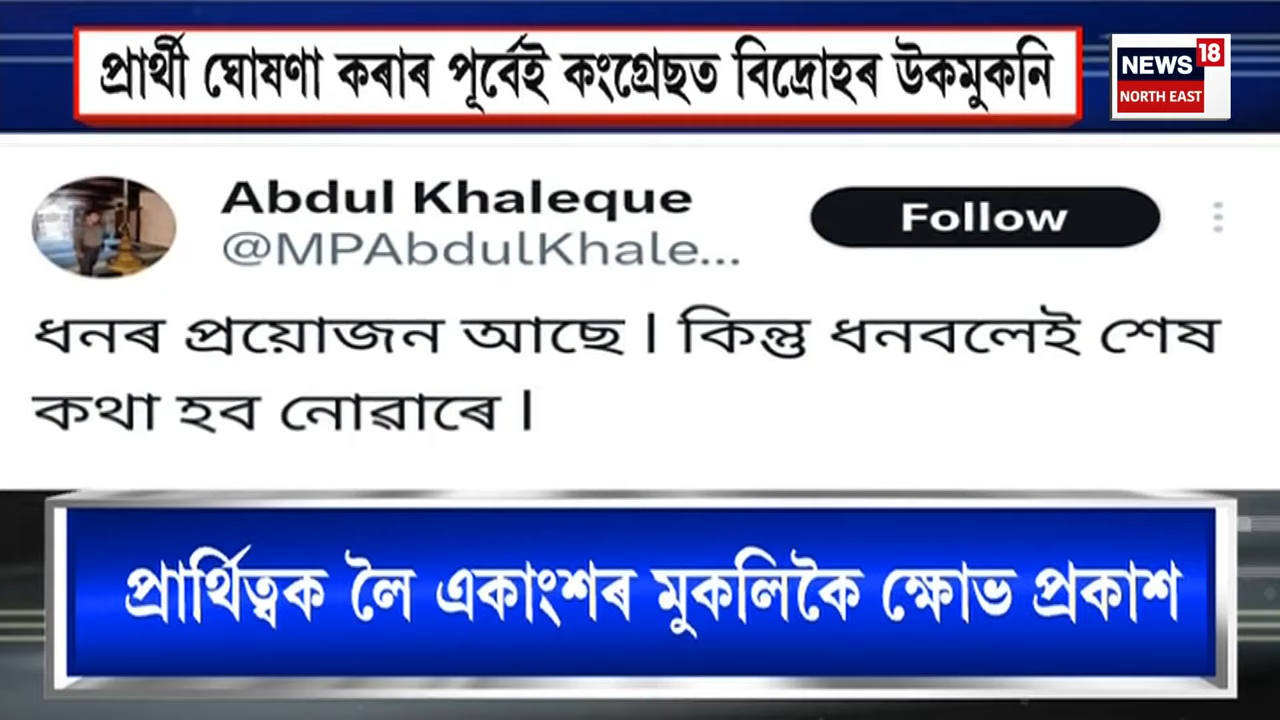 প্ৰাৰ্থী ঘোষণা কৰাৰ পূৰ্বেই কংগ্ৰেছত বিদ্ৰোহৰ উকমুকনি
NEWS 18
NORTH EAST
Abdul Khaleque
@MPAbdulKhale...
Follow
ধনৰ প্ৰয়োজন আছে । কিন্তু ধনবলেই শেষ
কথা হব নোৱাৰে ।
প্ৰাৰ্থিত্বক লৈ একাংশৰ মুকলিকৈ ক্ষোভ প্ৰকাশ